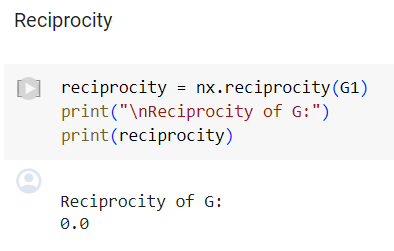 Reciprocity
reciprocity = nx.reciprocity(G1)
print("\nReciprocity of G:")
print(reciprocity)
Reciprocity of G:
0.0